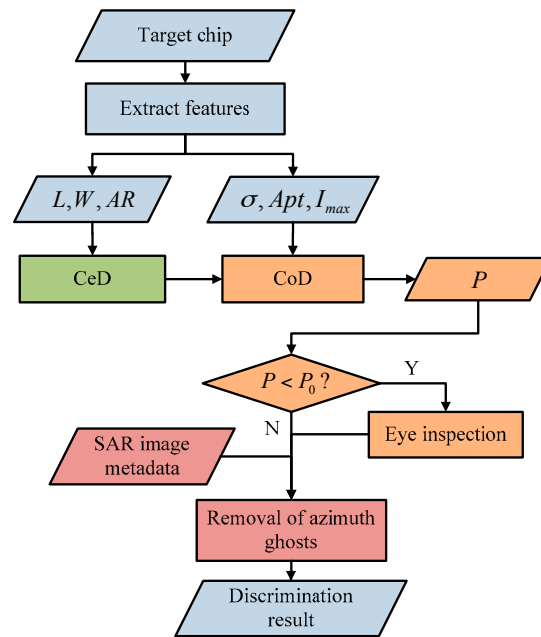 Target chip
Extract features
L,W,AR
σ, Apt, I_max
CeD
CoD
P
P < P_0 ?
Y
N
Eye inspection
SAR image
metadata
Removal of azimuth
ghosts
Discrimination
result